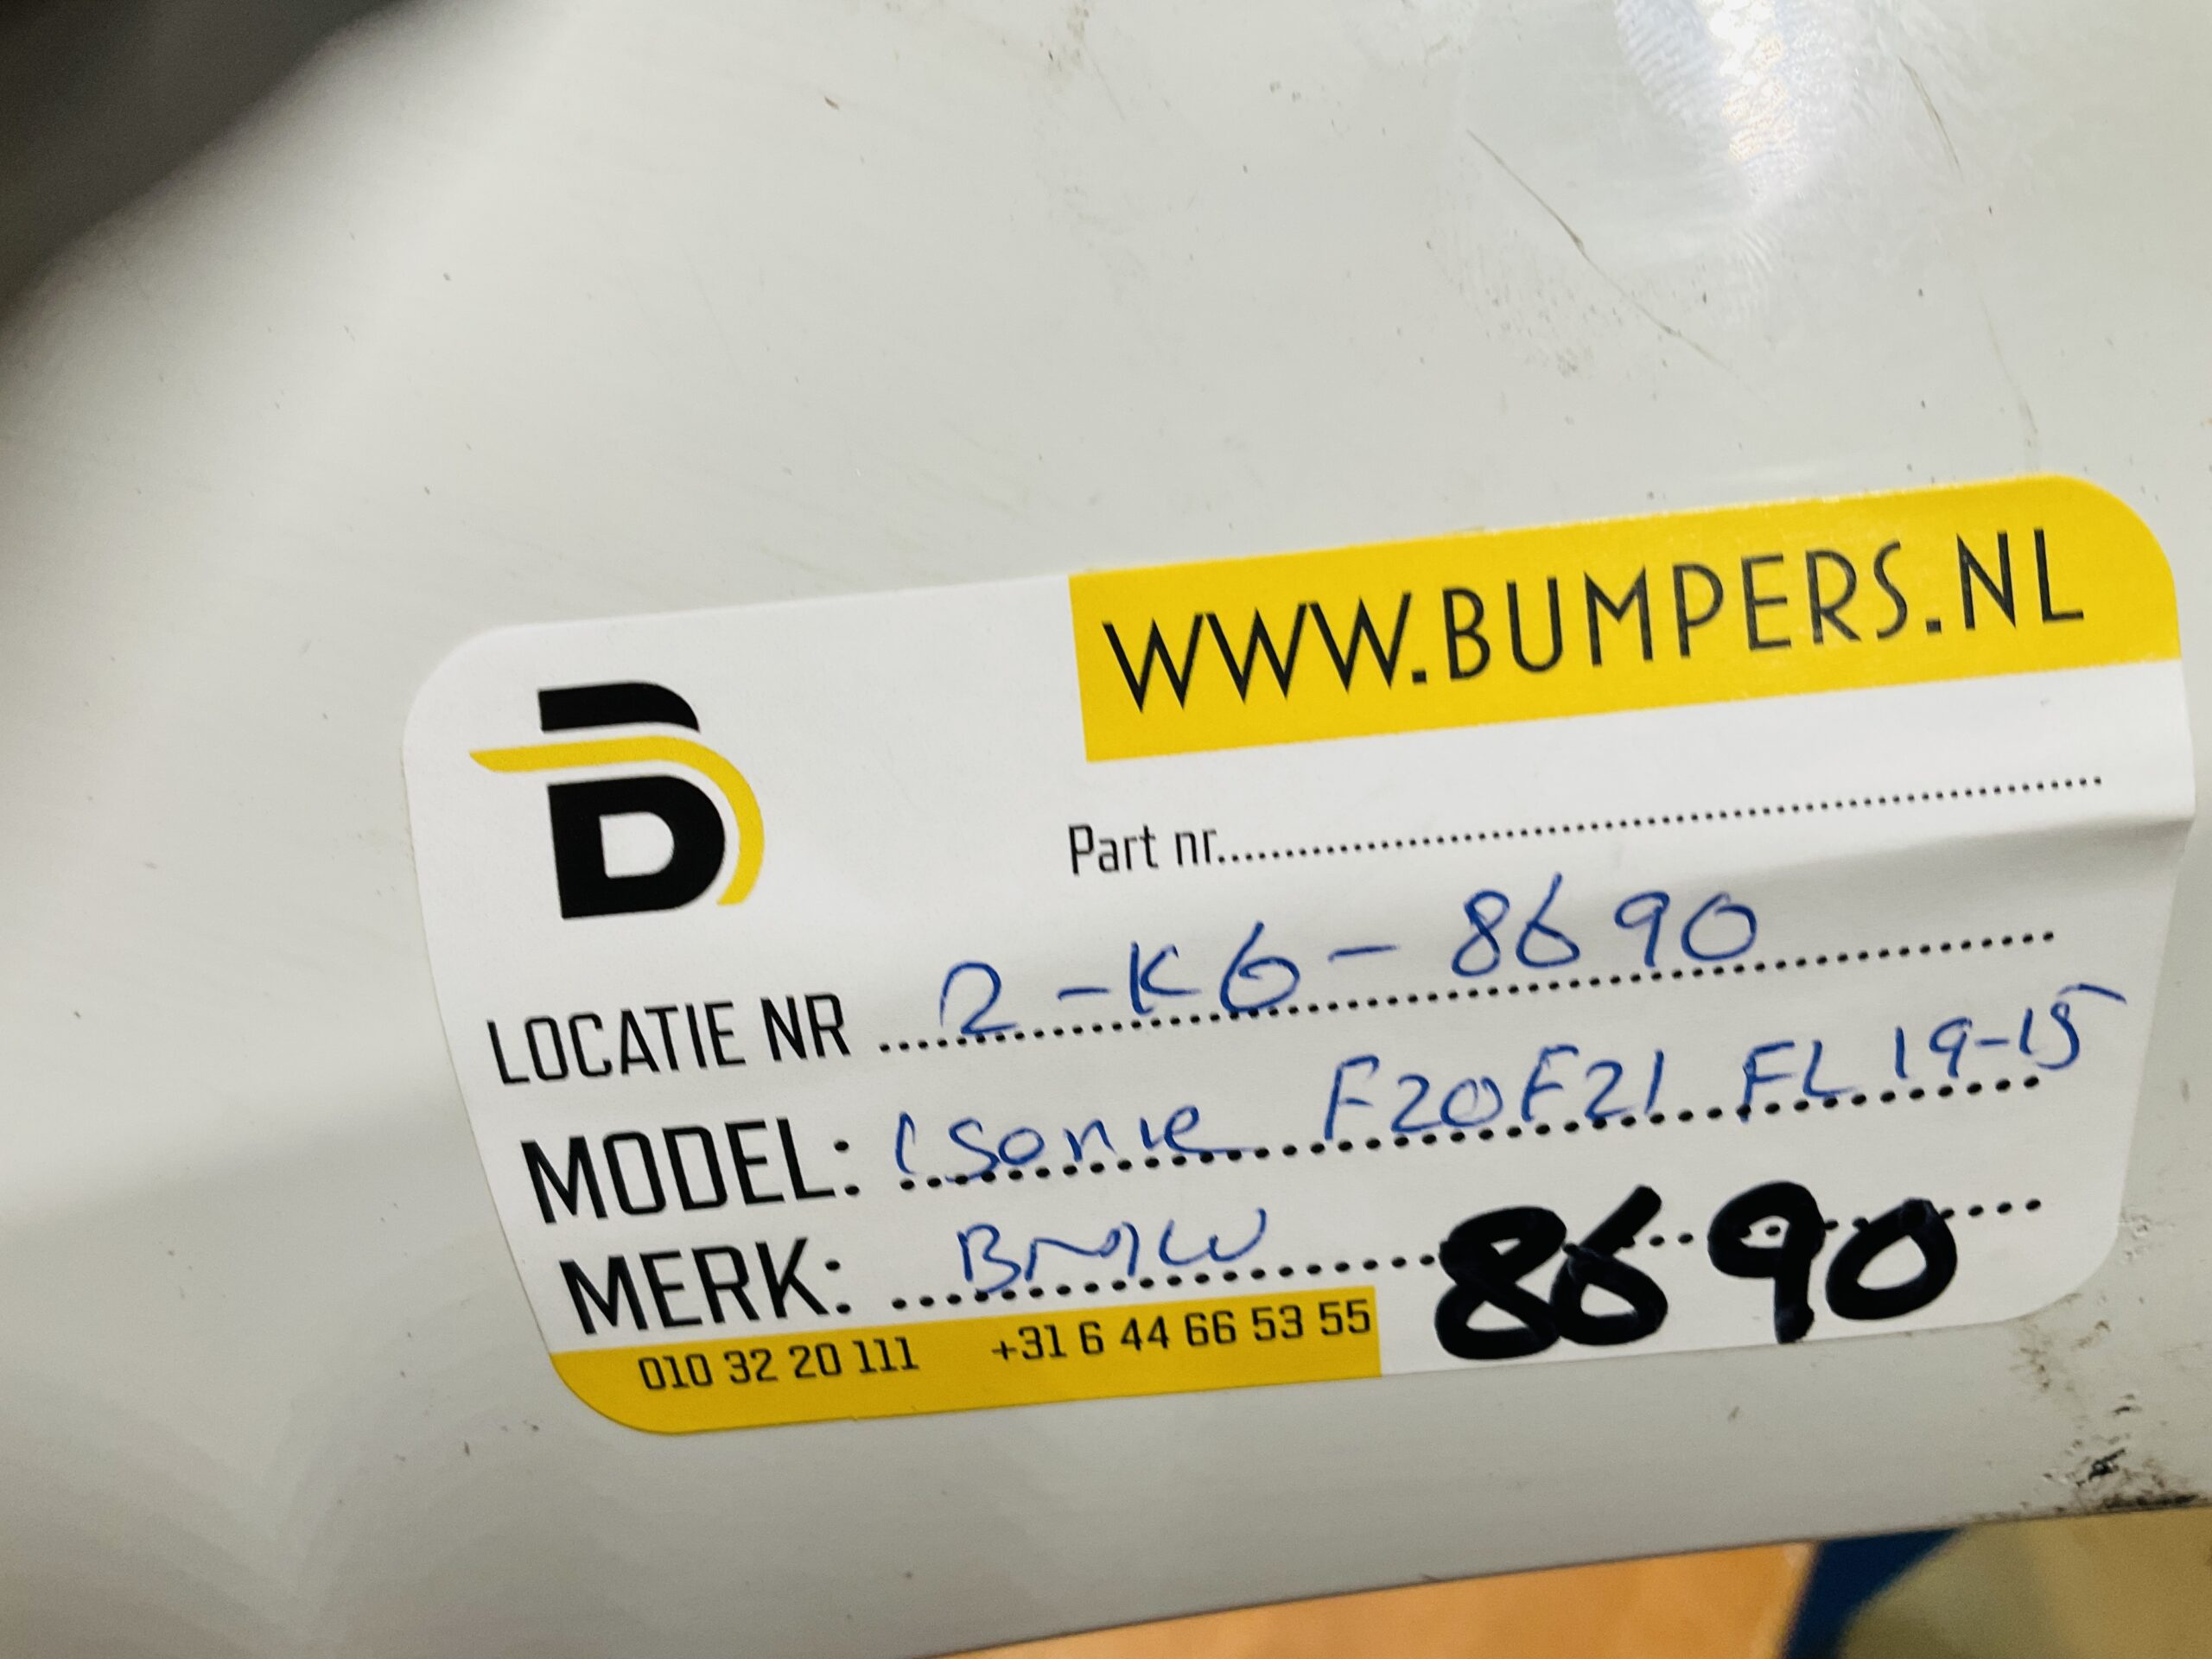 WWW.BUMPERS.NL
Part nr.
LOCATIE NR 2-K6-8690
MODEL: 1 Serie F20F21 FL 19-15
MERK: BMW
8690
010 32 20 111 +31 6 44 66 53 55